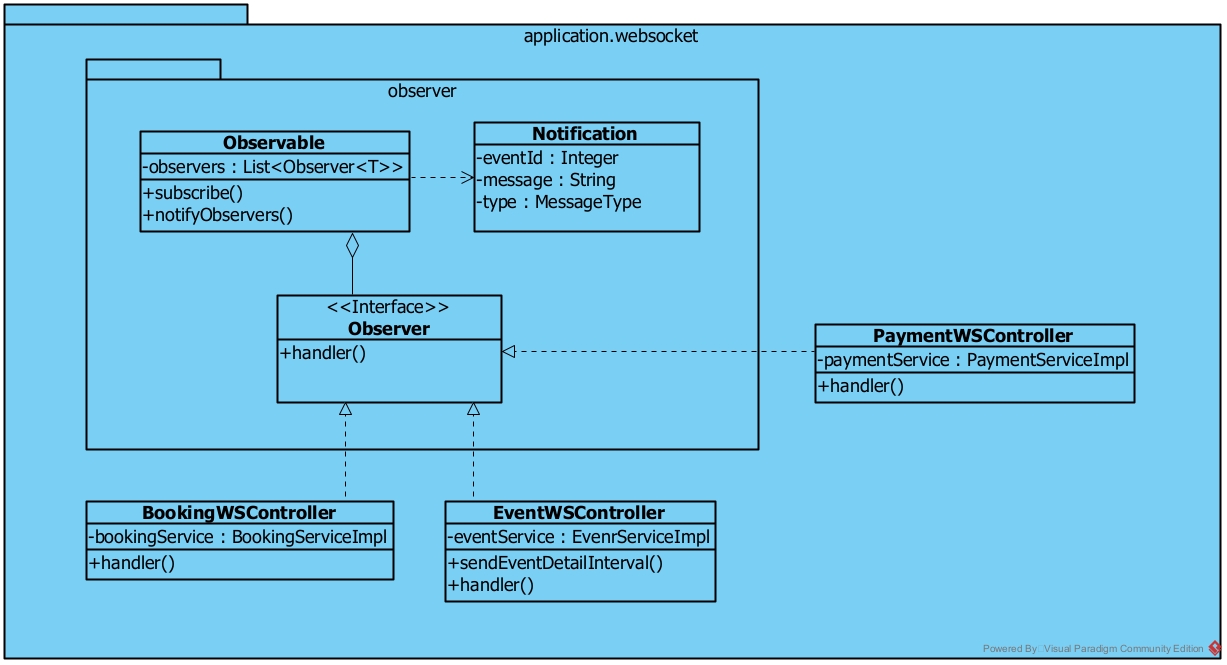 application.websocket
observer
Observable
-observers : List<Observer<T>>
+subscribe()
+notifyObservers()
Notification
-eventId : Integer
-message : String
-type : MessageType
<<Interface>>
Observer
+handler()
PaymentWSController
-paymentService : PaymentServiceImpl
+handler()
BookingWSController
-bookingService : BookingServiceImpl
+handler()
EventWSController
-eventService : EvenrServiceImpl
+sendEventDetailInterval()
+handler()
Powered By Visual Paradigm Community Edition